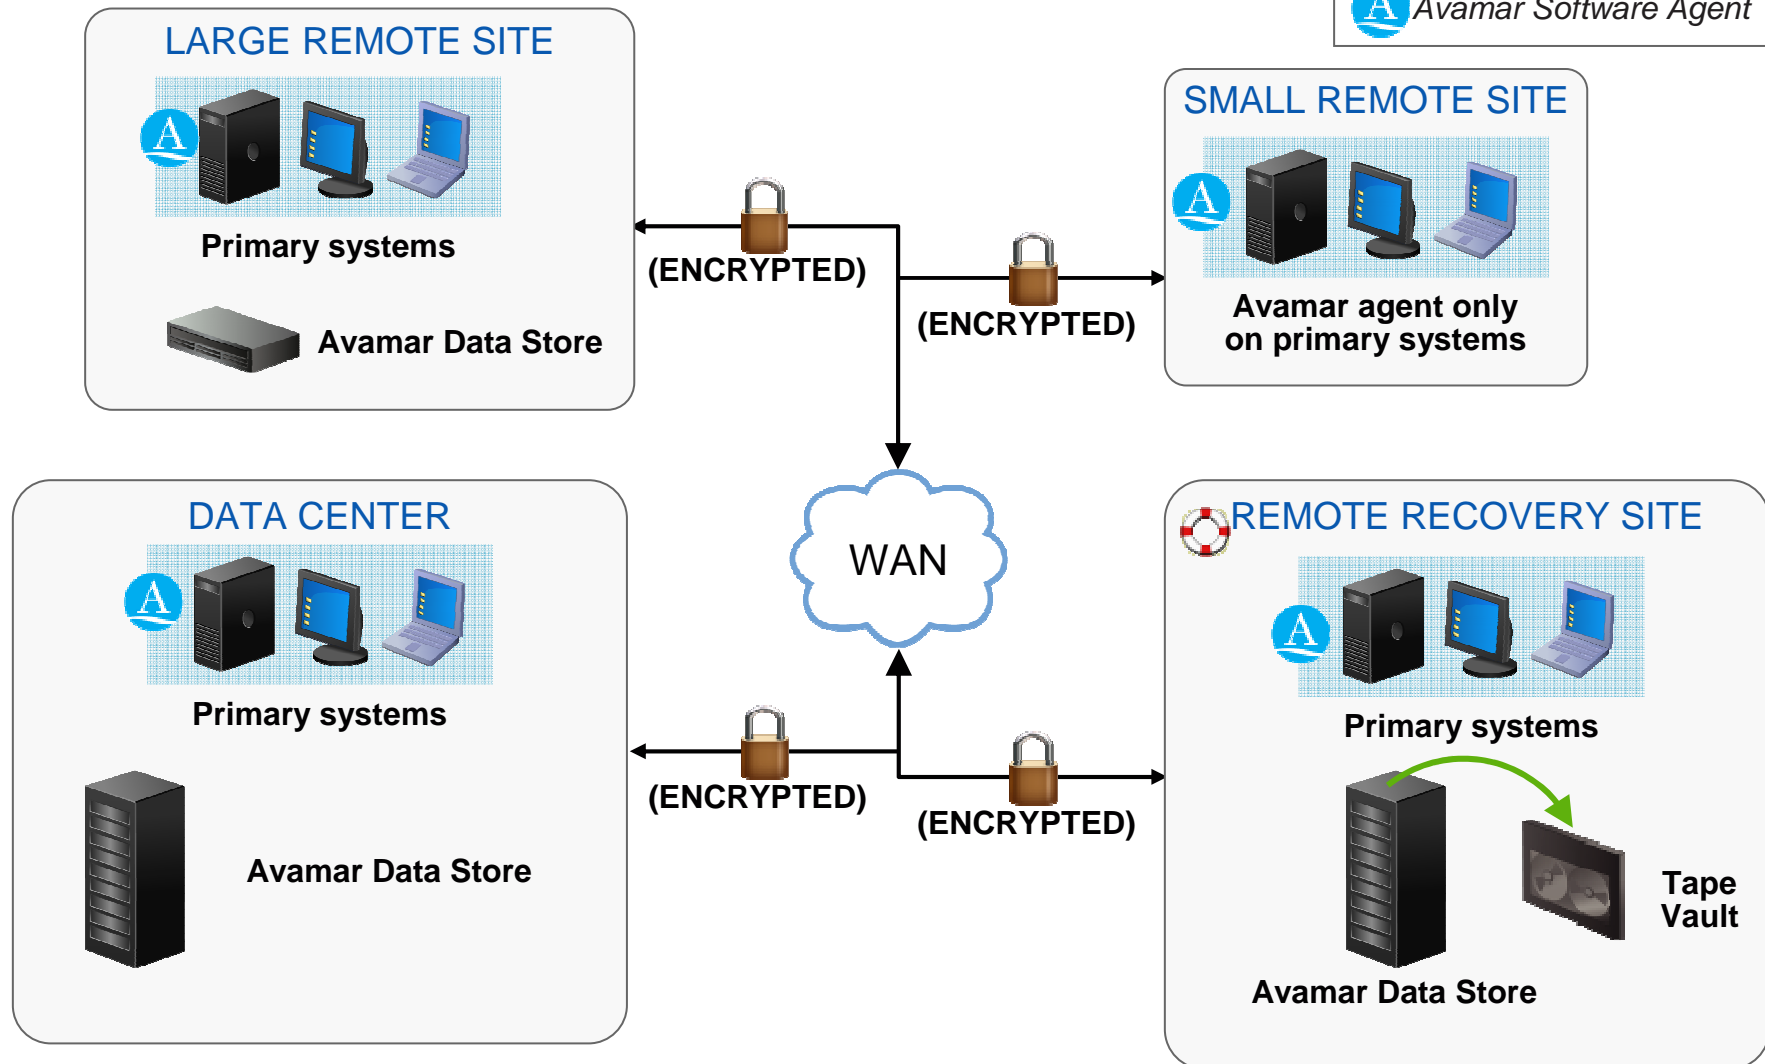 Avamar Software Agent
LARGE REMOTE SITE
Primary systems
Avamar Data Store
(ENCRYPTED)
(ENCRYPTED)
SMALL REMOTE SITE
Avamar agent only
on primary systems
WAN
DATA CENTER
Primary systems
Avamar Data Store
(ENCRYPTED)
(ENCRYPTED)
REMOTE RECOVERY SITE
Primary systems
Tape
Vault
Avamar Data Store